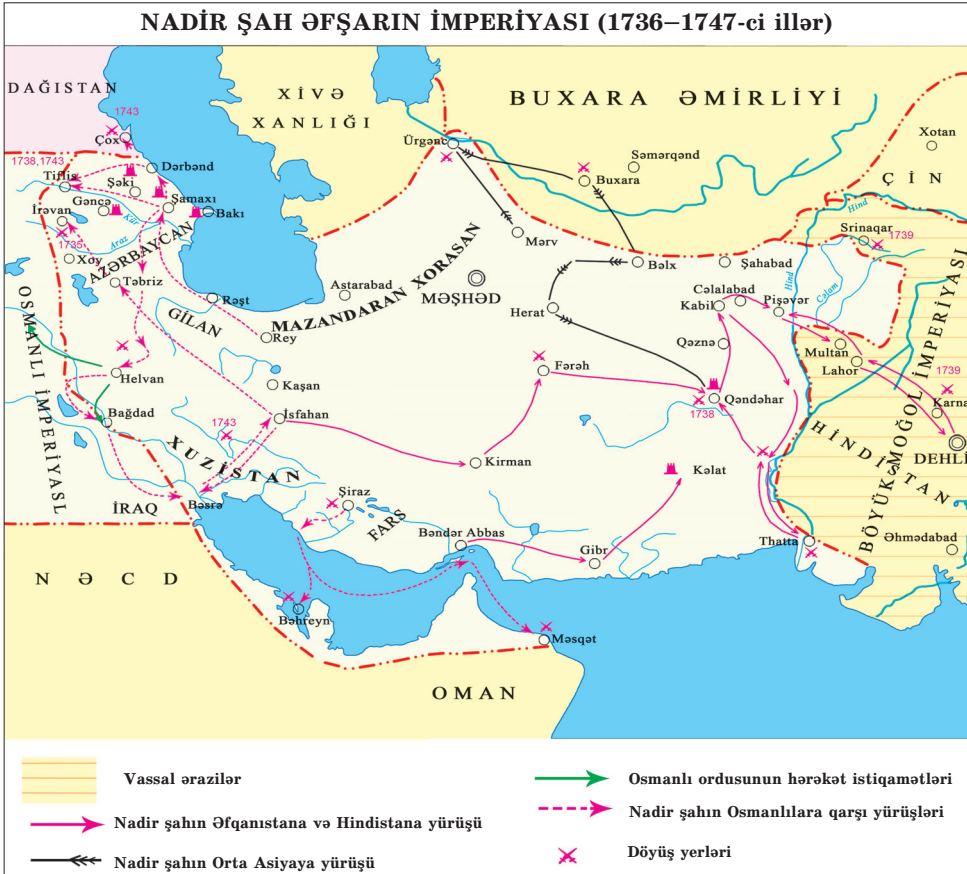 NADİR ŞAH ƏFŞARIN İMPERİYASI (1736–1747-ci illər)
DAĞISTAN
1743
Çox
XİVƏ
XANLIĞI
BUXARA ƏMİRLİYİ
Ürgənc
Səmərqənd
Buxara
Xotan
ÇİN
1738,1743
Tiflis
Dərbənd
Şəki
Gəncə
Şamaxı
Bakı
İrəvan
Kür
Araz
1735
Xoy
AZƏRBAYCAN
Təbriz
Mərv
Hind
Srinaqar
1739
Bəlx
Şahabad
Hind
Cəlam
Rəşt
GİLAN
Astarabad
MAZANDARAN XORASAN
MƏŞHƏD
Rey
Herat
Cəlalabad
Kabil
Pişəvər
Qəznə
Multan
Lahor
OSMANLI İMPERİYASL
Helvan
Kaşan
Fərəh
Qəndəhar
1738
1739
Karna
Bağdad
İsfahan
1743
XUZİSTAN
Kirman
Kəlat
HİNDİSTAN
DEHLİ
BÖYÜK MOĞOL İMPERİYASI
İRAQ
Bəsrə
Şiraz
FARS
Bəndər Abbas
Gibr
Thatta
Əhmədabad
NƏCD
Bəhreyn
Məsqət
OMAN
Vassal ərazilər
Osmanlı ordusunun hərəkət istiqamətləri
Nadir şahın Əfqanıstana və Hindistana yürüşü
Nadir şahın Osmanlılara qarşı yürüşləri
Nadir şahın Orta Asiyaya yürüşü
Döyüş yerləri